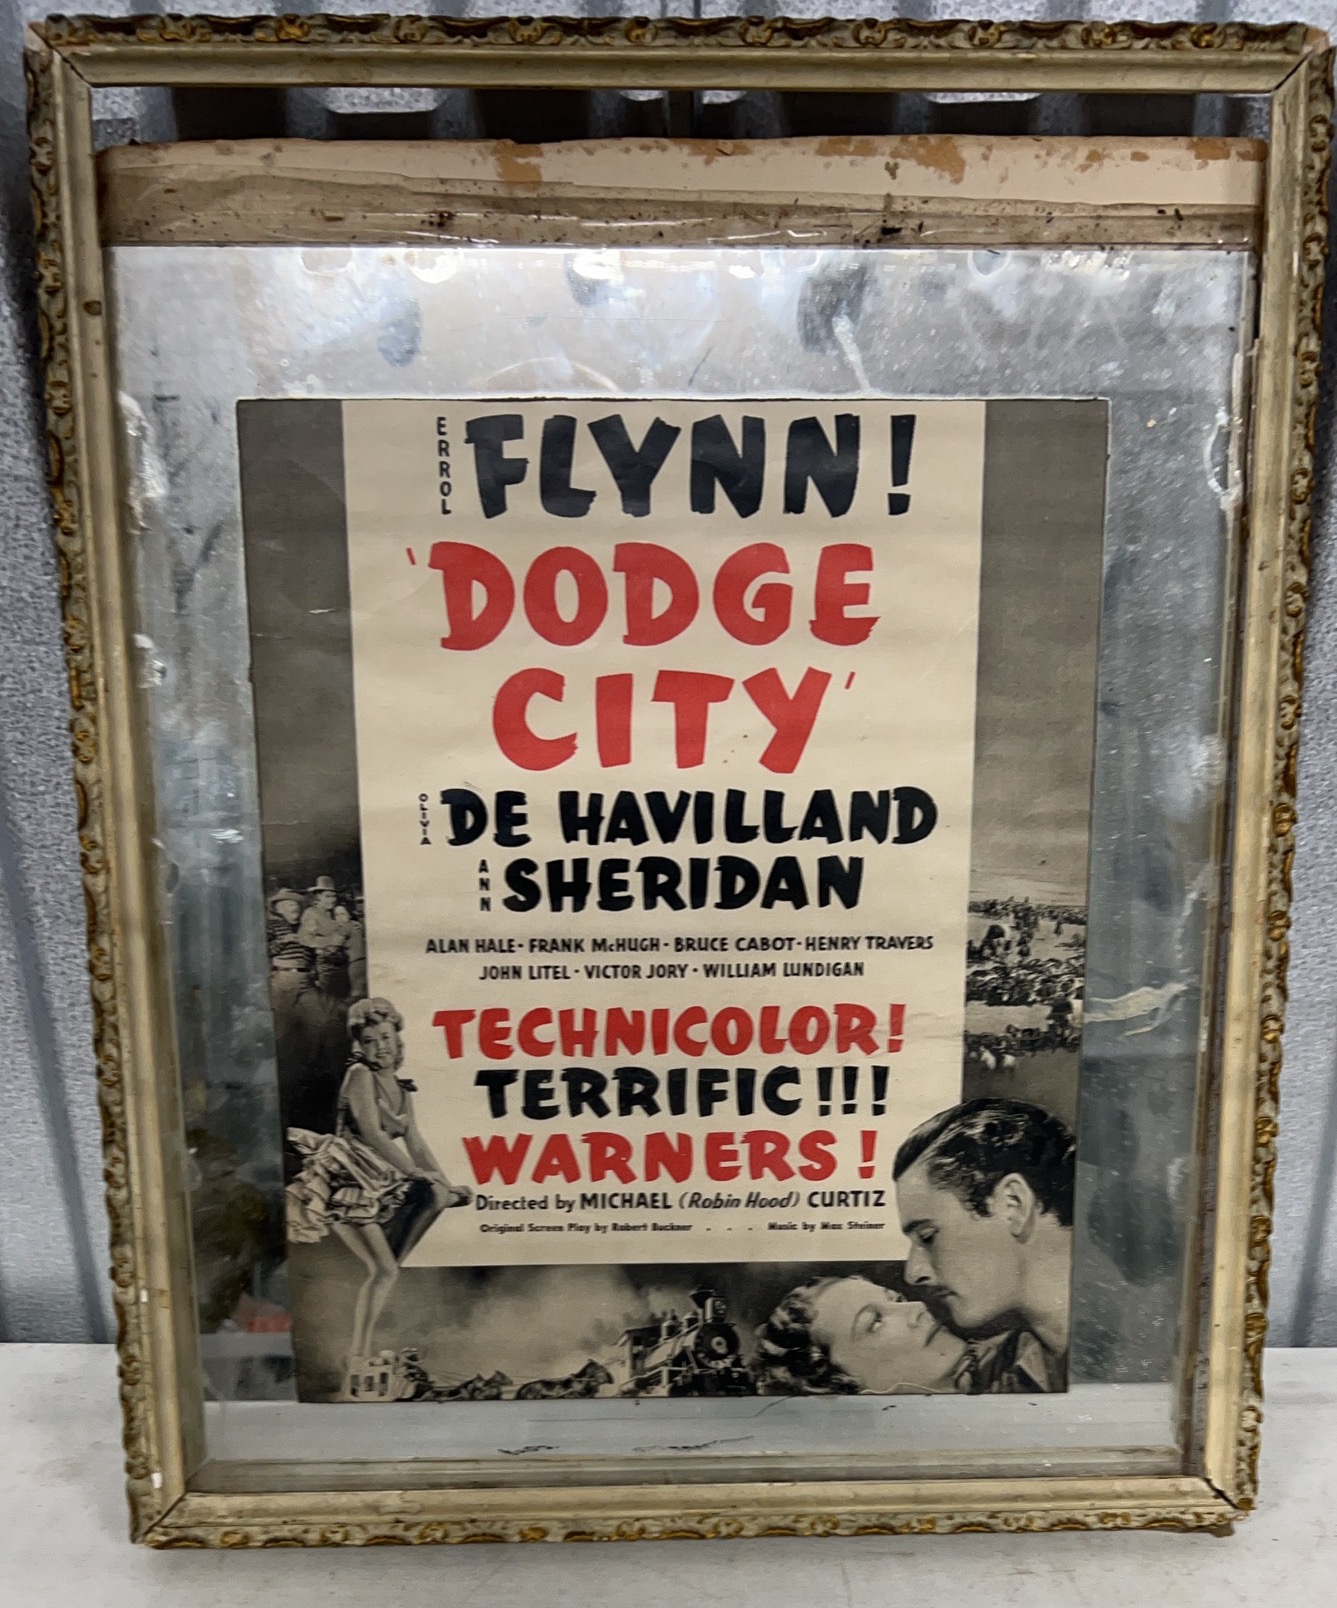 ERROL FLYNN!
'DODGE
CITY'
OLIVIA DE HAVILLAND
ANN SHERIDAN
ALAN HALE · FRANK McHUGH · BRUCE CABOT · HENRY TRAVERS
JOHN LITEL · VICTOR JORY · WILLIAM LUNDIGAN
TECHNICOLOR!
TERRIFIC!!!
WARNERS!
Directed by MICHAEL (Robin Hood) CURTIZ
Original Screen Play by Robert Buckner . . . Music by Max Steiner